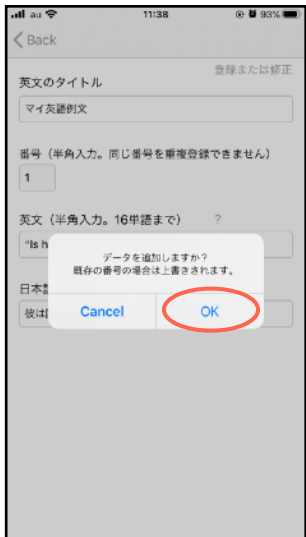 au 11:38 93%
Back
登録または修正
英文のタイトル
マイ英語例文
番号（半角入力。同じ番号を重複登録できません）
1
英文（半角入力。16単語まで） ?
"Is h
データを追加しますか？
既存の番号の場合は上書きされます。
日本
彼は
Cancel OK